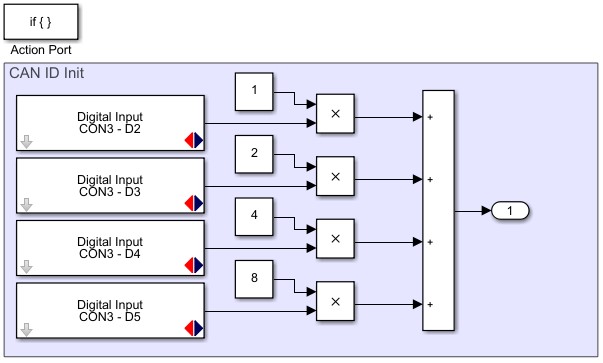 if { }
Action Port
CAN ID Init
Digital Input
CON3 - D2
1
×
+
Digital Input
CON3 - D3
2
×
+
Digital Input
CON3 - D4
4
×
+
Digital Input
CON3 - D5
8
×
+
1